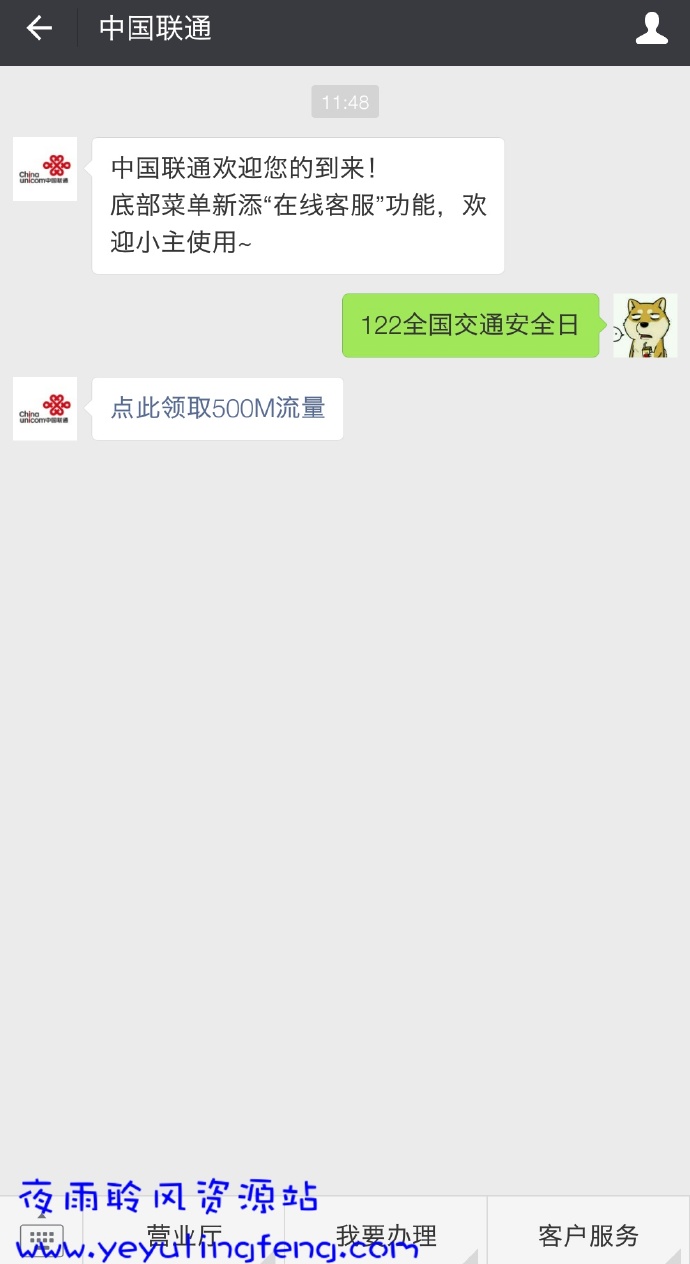 中国联通
11:48
China
unicom中国联通
中国联通欢迎您的到来！
底部菜单新添“在线客服”功能，欢
迎小主使用~
122全国交通安全日
China
unicom中国联通
点此领取500M流量
夜雨聆风资源站
营业厅
我要办理
客户服务
www.yeyulingfeng.com